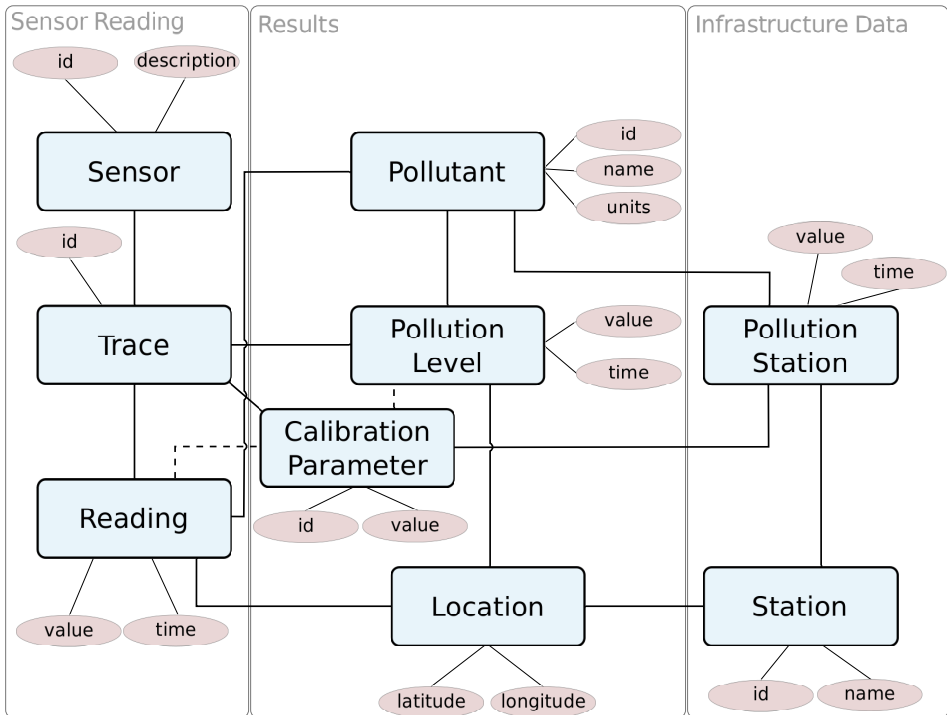 Sensor Reading
Results
Infrastructure Data
id
description
Sensor
Pollutant
id
name
units
id
value
time
Trace
Pollution
Level
value
time
Pollution
Station
Calibration
Parameter
Reading
id
value
value
time
Location
Station
latitude
longitude
id
name